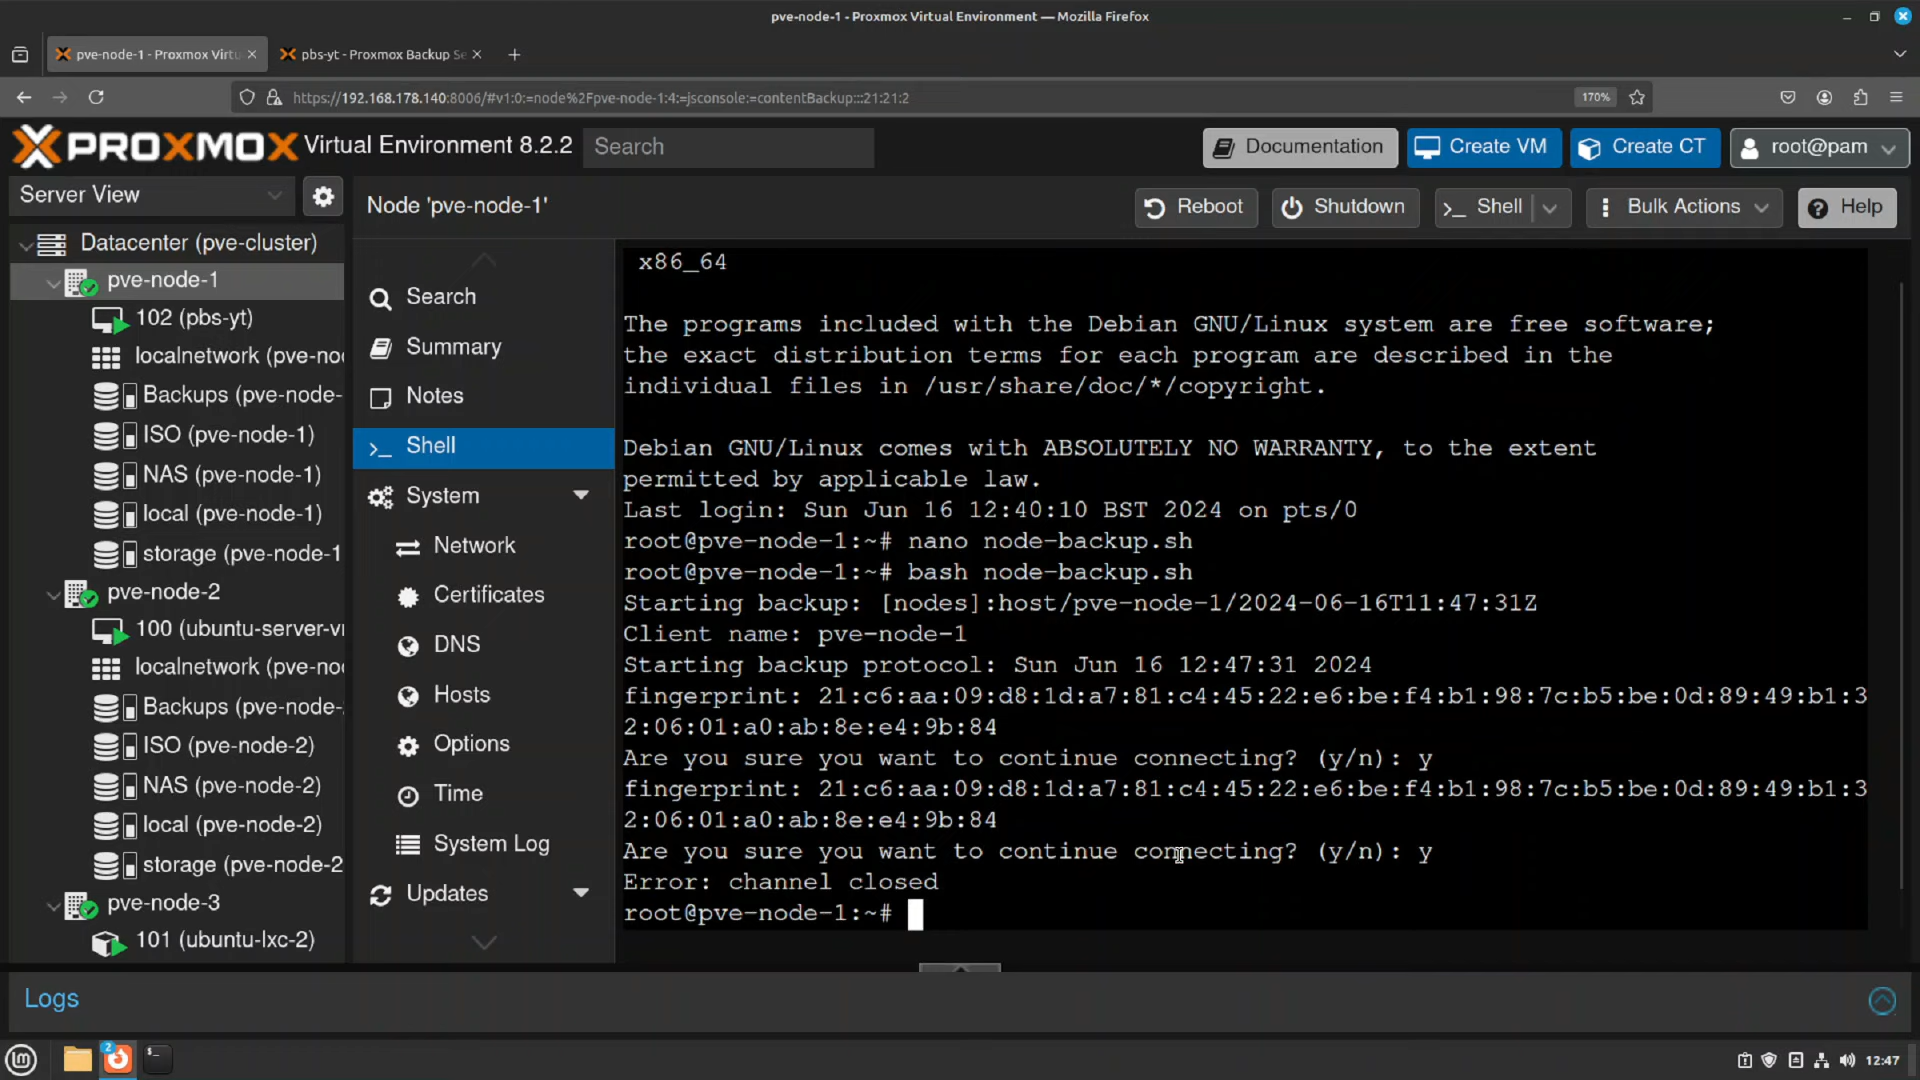 pve-node-1 - Proxmox Virtual Environment — Mozilla Firefox
pve-node-1 - Proxmox Virtu
pbs-yt - Proxmox Backup Se
https://192.168.178.140:8006/#v1:0:=node%2Fpve-node-1:4:=jsconsole:=contentBackup:::21:21:2
170%
PROXMOX Virtual Environment 8.2.2
Search
Documentation
Create VM
Create CT
root@pam
Server View
Node 'pve-node-1'
Reboot
Shutdown
Shell
Bulk Actions
Help
Datacenter (pve-cluster)
pve-node-1
102 (pbs-yt)
localnetwork (pve-no
Backups (pve-node-
ISO (pve-node-1)
NAS (pve-node-1)
local (pve-node-1)
storage (pve-node-1
pve-node-2
100 (ubuntu-server-v
localnetwork (pve-no
Backups (pve-node-
ISO (pve-node-2)
NAS (pve-node-2)
local (pve-node-2)
storage (pve-node-2
pve-node-3
101 (ubuntu-lxc-2)
Search
Summary
Notes
Shell
System
Network
Certificates
DNS
Hosts
Options
Time
System Log
Updates
x86_64
The programs included with the Debian GNU/Linux system are free software;
the exact distribution terms for each program are described in the
individual files in /usr/share/doc/*/copyright.
Debian GNU/Linux comes with ABSOLUTELY NO WARRANTY, to the extent
permitted by applicable law.
Last login: Sun Jun 16 12:40:10 BST 2024 on pts/0
root@pve-node-1:~# nano node-backup.sh
root@pve-node-1:~# bash node-backup.sh
Starting backup: [nodes]:host/pve-node-1/2024-06-16T11:47:31Z
Client name: pve-node-1
Starting backup protocol: Sun Jun 16 12:47:31 2024
fingerprint: 21:c6:aa:09:d8:1d:a7:81:c4:45:22:e6:be:f4:b1:98:7c:b5:be:0d:89:49:b1:3
2:06:01:a0:ab:8e:e4:9b:84
Are you sure you want to continue connecting? (y/n): y
fingerprint: 21:c6:aa:09:d8:1d:a7:81:c4:45:22:e6:be:f4:b1:98:7c:b5:be:0d:89:49:b1:3
2:06:01:a0:ab:8e:e4:9b:84
Are you sure you want to continue connecting? (y/n): y
Error: channel closed
root@pve-node-1:~#
Logs
2
12:47